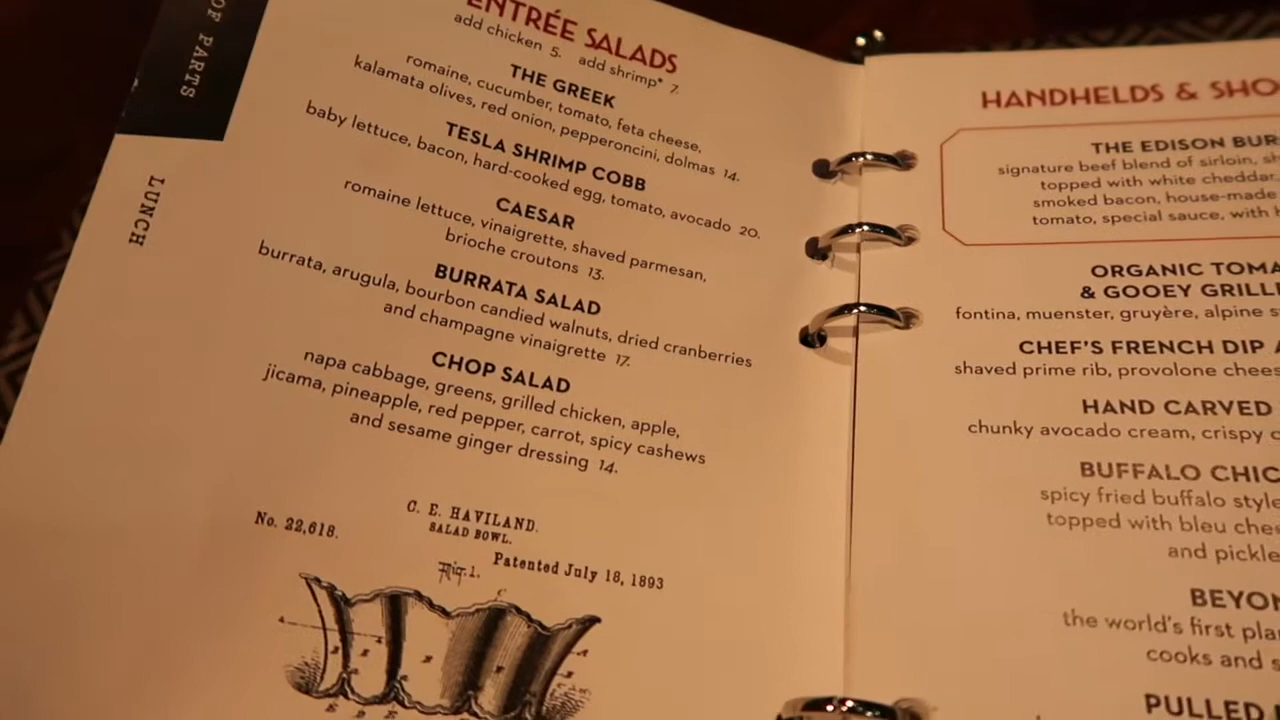 OF PARTS
LUNCH
ENTRÉE SALADS
add chicken 5. add shrimp* 7.
THE GREEK
romaine, cucumber, tomato, feta cheese,
kalamata olives, red onion, pepperoncini, dolmas 14.
TESLA SHRIMP COBB
baby lettuce, bacon, hard-cooked egg, tomato, avocado 20.
CAESAR
romaine lettuce, vinaigrette, shaved parmesan,
brioche croutons 13.
BURRATA SALAD
burrata, arugula, bourbon candied walnuts, dried cranberries
and champagne vinaigrette 17.
CHOP SALAD
napa cabbage, greens, grilled chicken, apple,
jicama, pineapple, red pepper, carrot, spicy cashews
and sesame ginger dressing 14.
C. E. HAVILAND.
SALAD BOWL.
No. 22,618.
Patented July 18, 1893
Fig. 1.
HANDHELDS & SHO
THE EDISON BUR
signature beef blend of sirloin,
topped with white cheddar,
smoked bacon, house-made
tomato, special sauce, with
ORGANIC TOMA
& GOOEY GRILLE
fontina, muenster, gruyère, alpine
CHEF'S FRENCH DIP
shaved prime rib, provolone chees
HAND CARVED
chunky avocado cream, crispy
BUFFALO CHIC
spicy fried buffalo style
topped with bleu chee
and pickle
BEYON
the world's first pla
cooks and s
PULLED